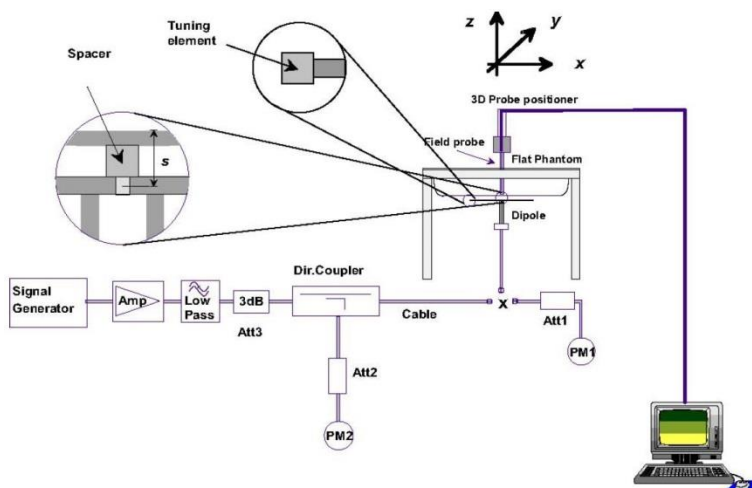 Tuning
element
Spacer
s
z
y
x
3D Probe positioner
Field probe
Flat Phantom
Dipole
Signal
Generator
Amp
Low
Pass
3dB
Att3
Dir.Coupler
Cable
x
Att1
PM1
Att2
PM2